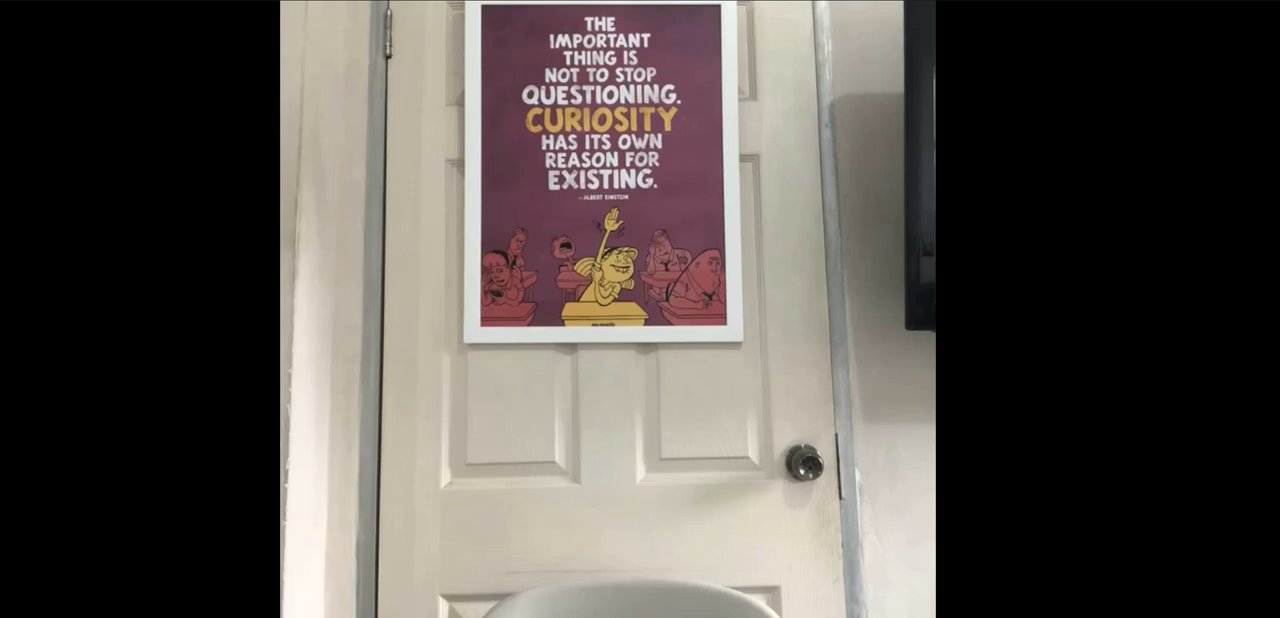 THE
IMPORTANT
THING IS
NOT TO STOP
QUESTIONING.
CURIOSITY
HAS ITS OWN
REASON FOR
EXISTING.
- ALBERT EINSTEIN